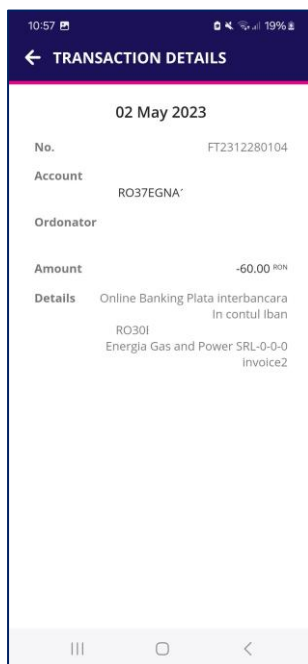 10:57 19%
TRANSACTION DETAILS
02 May 2023
No. FT2312280104
Account
RO37EGNA
Ordonator
Amount -60.00 RON
Details Online Banking Plata interbancara
In contul Iban
RO30I
Energia Gas and Power SRL-0-0-0
invoice2